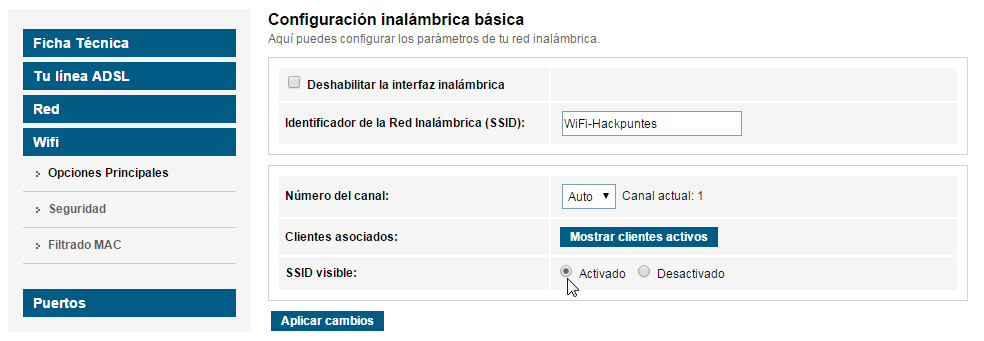 Configuración inalámbrica básica
Aquí puedes configurar los parámetros de tu red inalámbrica.
Ficha Técnica
Tu línea ADSL
Red
Wifi
Opciones Principales
Seguridad
Filtrado MAC
Puertos
Deshabilitar la interfaz inalámbrica
Identificador de la Red Inalámbrica (SSID): WiFi-Hackpuntes
Número del canal: Auto Canal actual: 1
Clientes asociados: Mostrar clientes activos
SSID visible: Activado Desactivado
Aplicar cambios